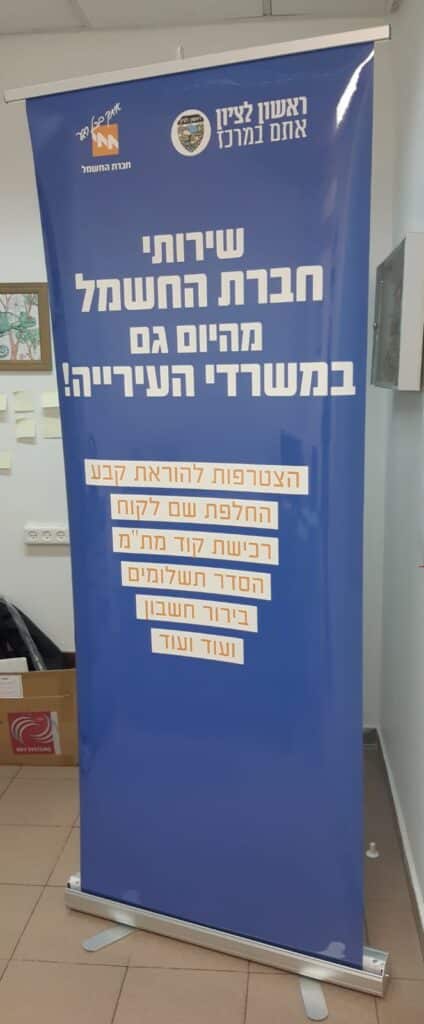 ראשון לציון
אתם במרכז
חברת החשמל
שירותי
חברת החשמל
מהיום גם
במשרדי העירייה!
הצטרפות להוראת קבע
החלפת שם לקוח
רכישת קוד מת"מ
הסדר תשלומים
בירור חשבון
ועוד ועוד